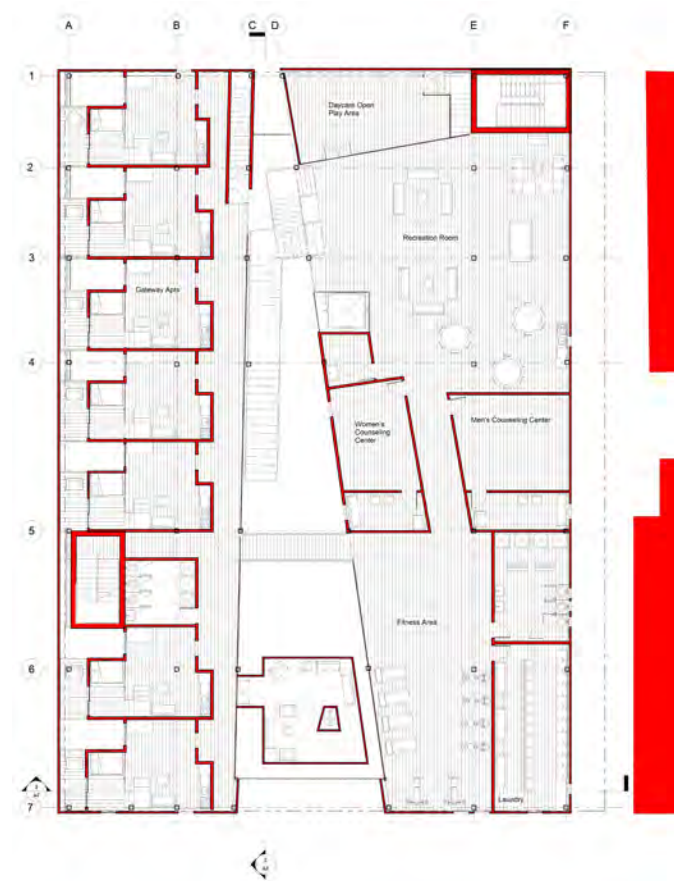 A B C D E F
1
Daycare Open
Play Area
2
Recreation Room
3
Gateway Apts
4
Women's
Counseling
Center
Men's Counseling Center
5
Fitness Area
6
Laundry
7